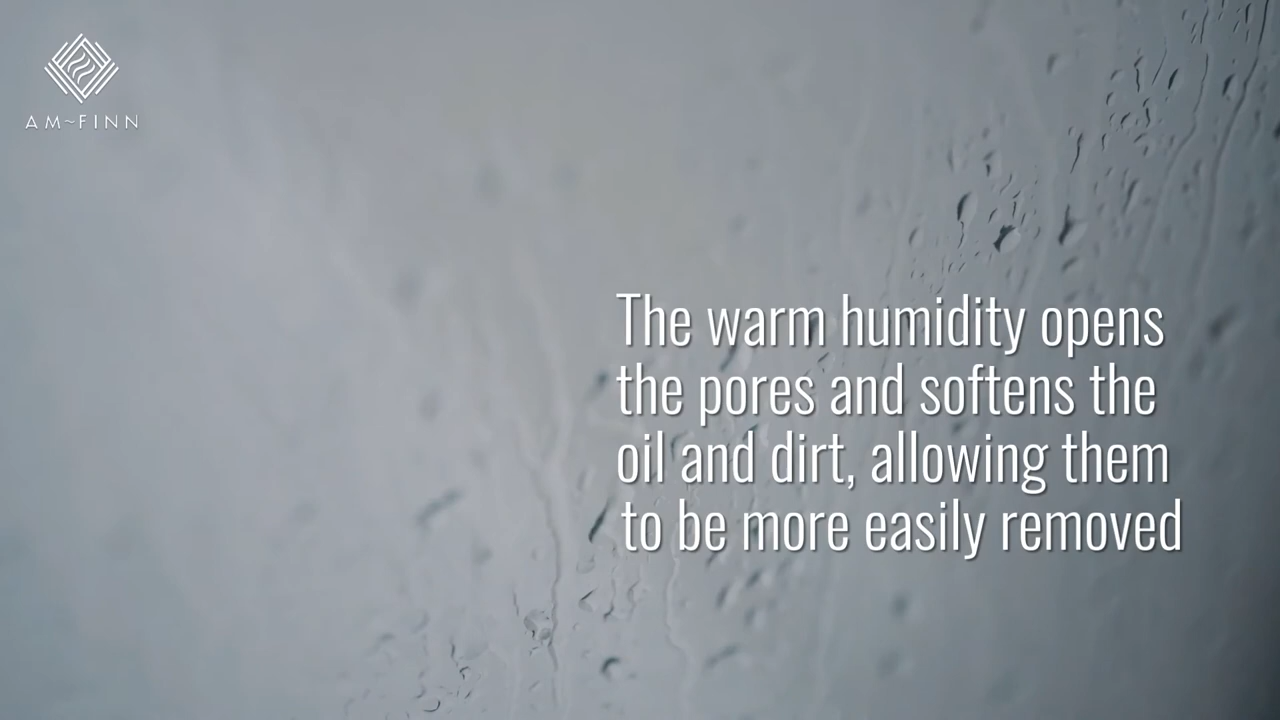 AM~FINN
The warm humidity opens
the pores and softens the
oil and dirt, allowing them
to be more easily removed